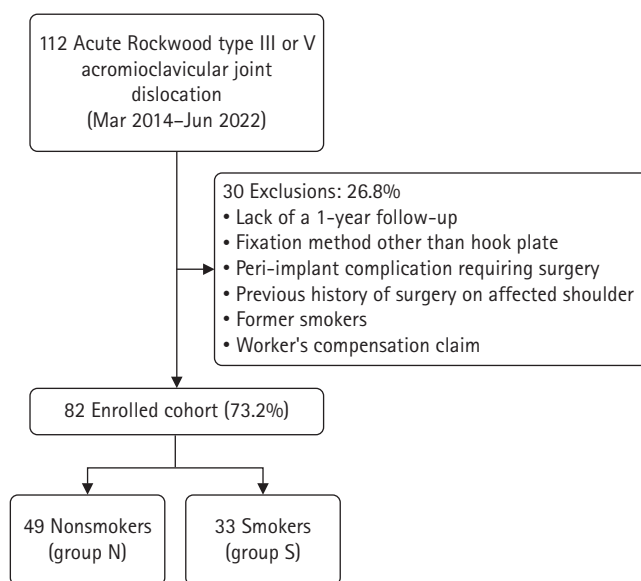 112 Acute Rockwood type III or V
acromioclavicular joint
dislocation
(Mar 2014–Jun 2022)
30 Exclusions: 26.8%
• Lack of a 1-year follow-up
• Fixation method other than hook plate
• Peri-implant complication requiring surgery
• Previous history of surgery on affected shoulder
• Former smokers
• Worker's compensation claim
82 Enrolled cohort (73.2%)
49 Nonsmokers
(group N)
33 Smokers
(group S)